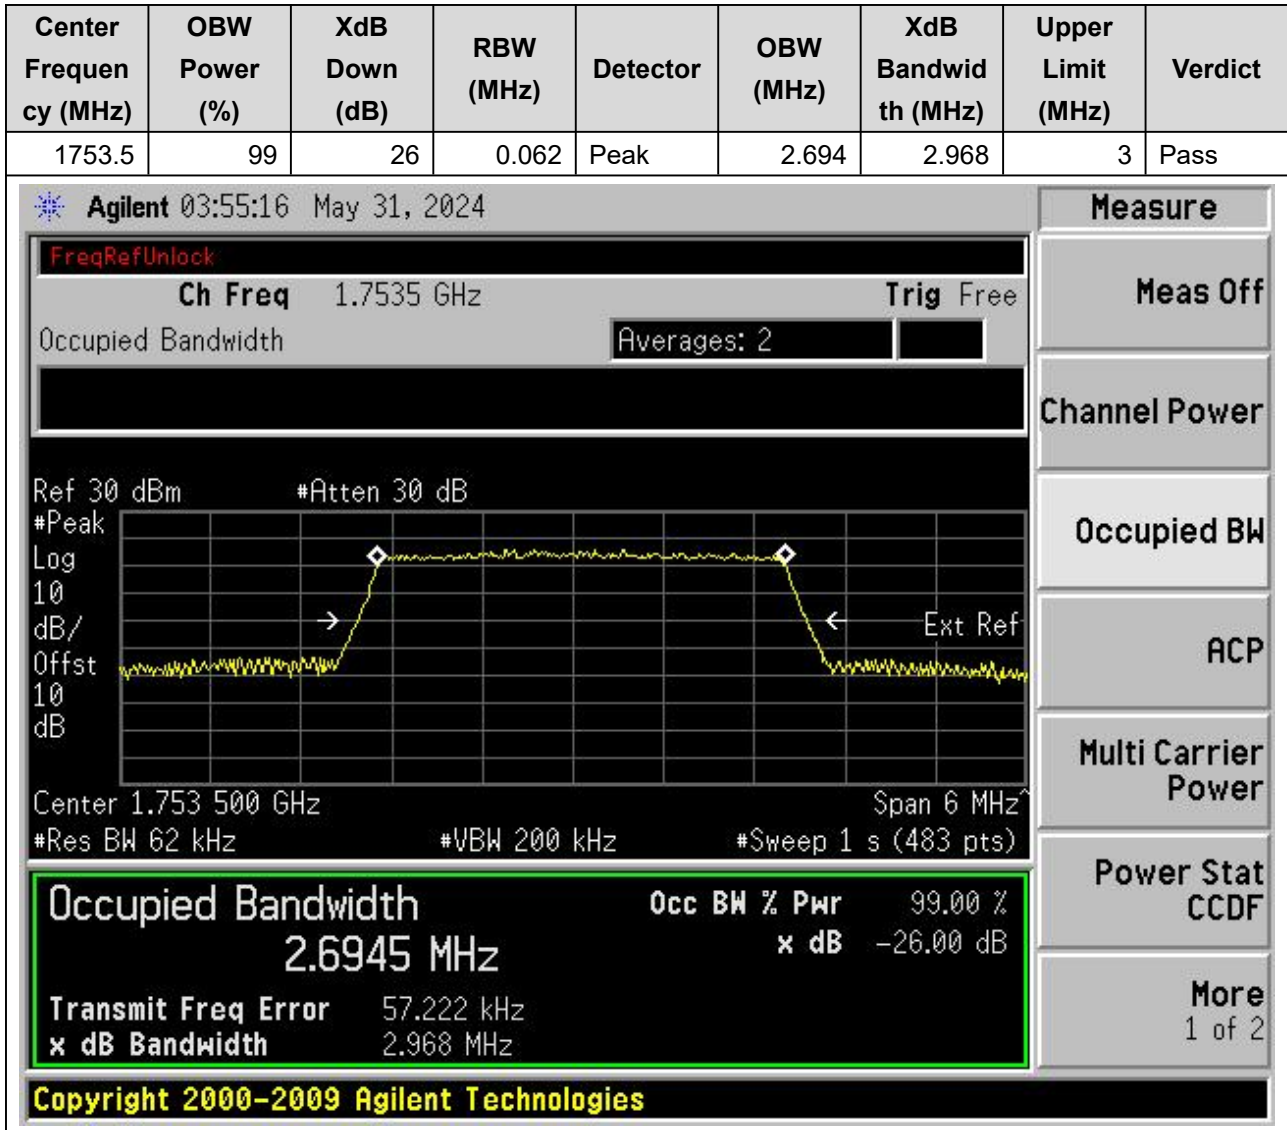 Center Frequen cy (MHz) OBW Power (%) XdB Down (dB) RBW (MHz) Detector OBW (MHz) XdB Bandwid th (MHz) Upper Limit (MHz) Verdict
1753.5 99 26 0.062 Peak 2.694 2.968 3 Pass
Agilent 03:55:16 May 31, 2024
Measure
FreqRefUnlock
Ch Freq 1.7535 GHz Trig Free
Meas Off
Occupied Bandwidth Averages: 2
Channel Power
Ref 30 dBm #Atten 30 dB
#Peak
Log
10
dB/
Offst
10
dB
Ext Ref
Occupied BW
ACP
Center 1.753 500 GHz Span 6 MHz^
#Res BW 62 kHz #VBW 200 kHz #Sweep 1 s (483 pts)
Multi Carrier
Power
Occupied Bandwidth Occ BW % Pwr 99.00 %
2.6945 MHz x dB -26.00 dB
Power Stat
CCDF
Transmit Freq Error 57.222 kHz
x dB Bandwidth 2.968 MHz
More
1 of 2
Copyright 2000-2009 Agilent Technologies